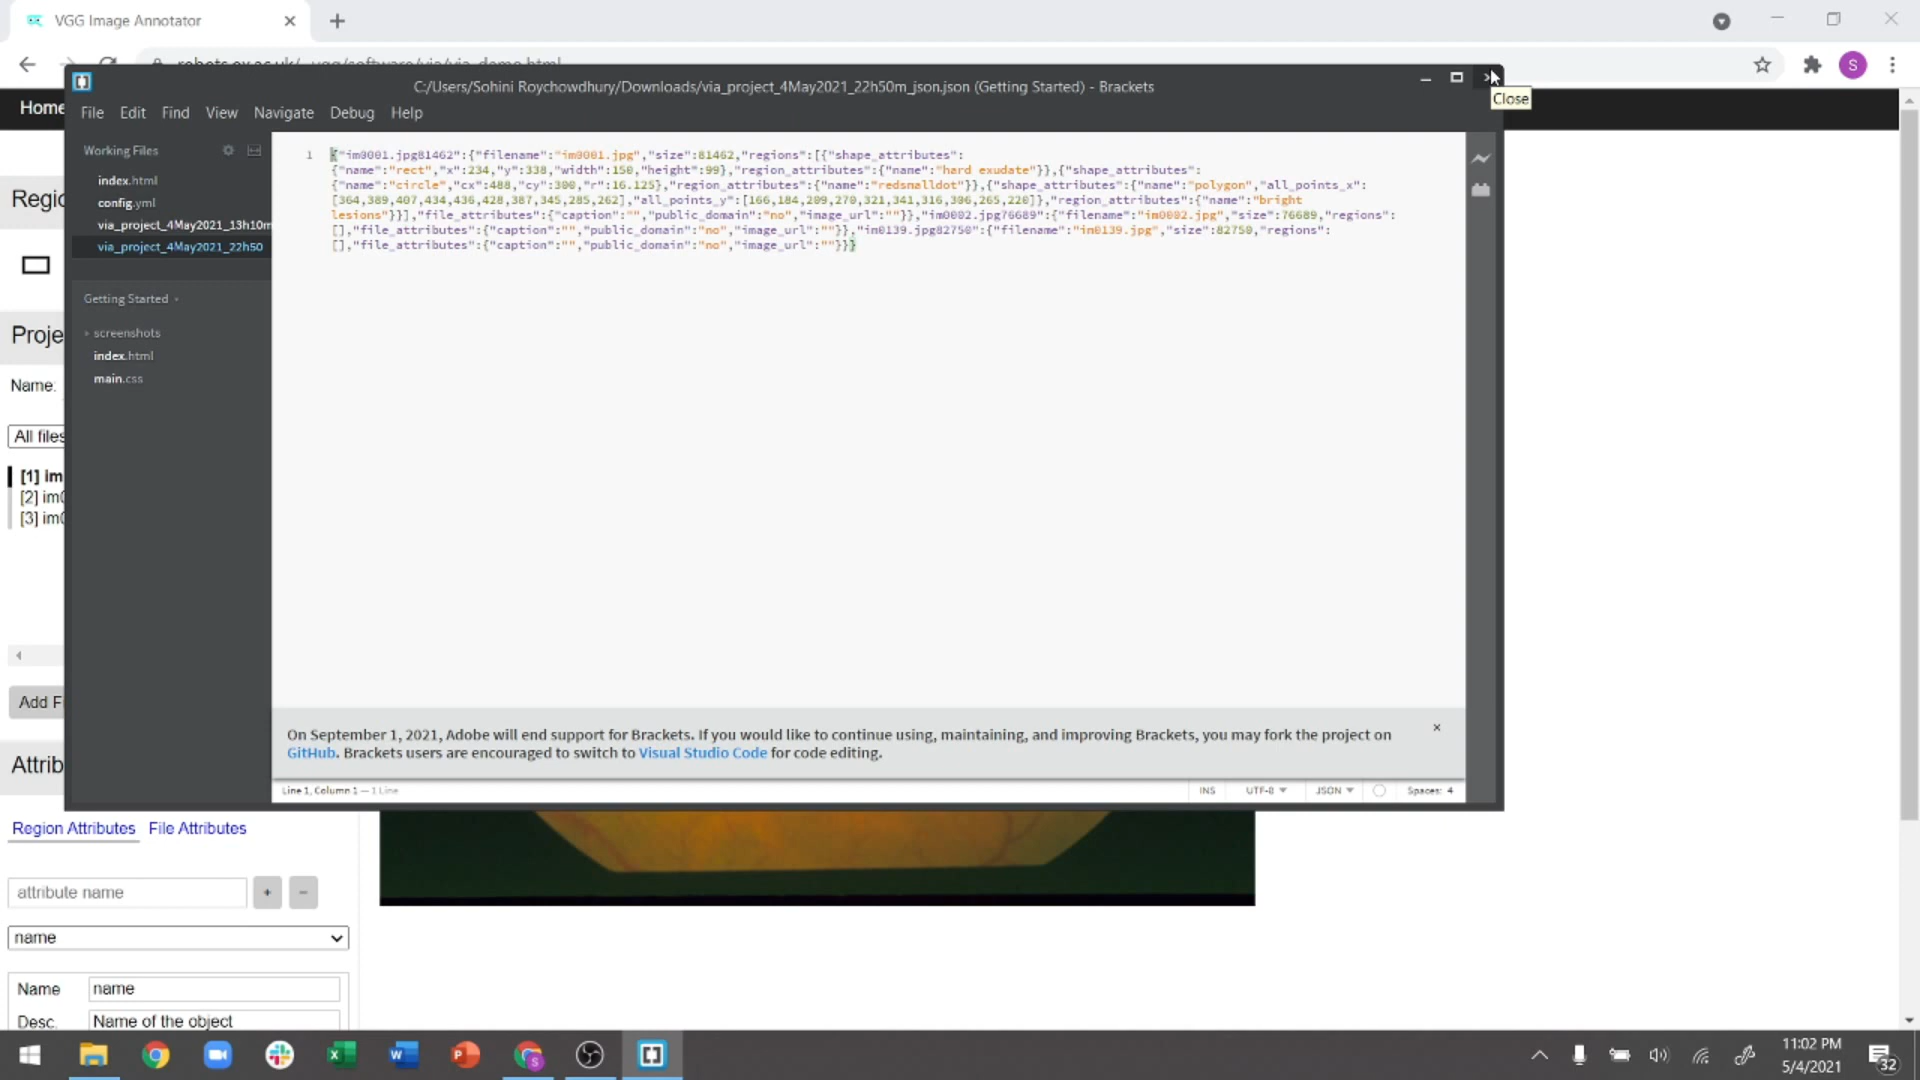 VGG Image Annotator
C:/Users/Sohini Roychowdhury/Downloads/via_project_4May2021_22h50m_json.json (Getting Started) - Brackets
Close
Home
File Edit Find View Navigate Debug Help
Working Files
index.html
config.yml
via_project_4May2021_13h10m
via_project_4May2021_22h50
Getting Started
screenshots
index.html
main.css
1
{"im0001.jpg81462":{"filename":"im0001.jpg","size":81462,"regions":[{"shape_attributes":
{"name":"rect","x":234,"y":338,"width":150,"height":99},"region_attributes":{"name":"hard exudate"}},{"shape_attributes":
{"name":"circle","cx":488,"cy":300,"r":16.125},"region_attributes":{"name":"redsmalldot"}},{"shape_attributes":{"name":"polygon","all_points_x":
[364,389,407,434,436,428,387,345,285,262],"all_points_y":[166,184,209,270,321,341,316,306,265,220]},"region_attributes":{"name":"bright
lesions"}}],"file_attributes":{"caption":"","public_domain":"no","image_url":""}},"im0002.jpg76689":{"filename":"im0002.jpg","size":76689,"regions":
[],"file_attributes":{"caption":"","public_domain":"no","image_url":""}},"im0139.jpg82750":{"filename":"im0139.jpg","size":82750,"regions":
[],"file_attributes":{"caption":"","public_domain":"no","image_url":""}}}
On September 1, 2021, Adobe will end support for Brackets. If you would like to continue using, maintaining, and improving Brackets, you may fork the project on
GitHub. Brackets users are encouraged to switch to Visual Studio Code for code editing.
Line 1, Column 1 — 1 Line
INS UTF-8 JSON Spaces: 4
Name:
All files
[1] im
[2] im0
[3] im0
Add F
Attrib
Region Attributes File Attributes
attribute name + -
name
Name name
Desc. Name of the object
S
11:02 PM
5/4/2021
32